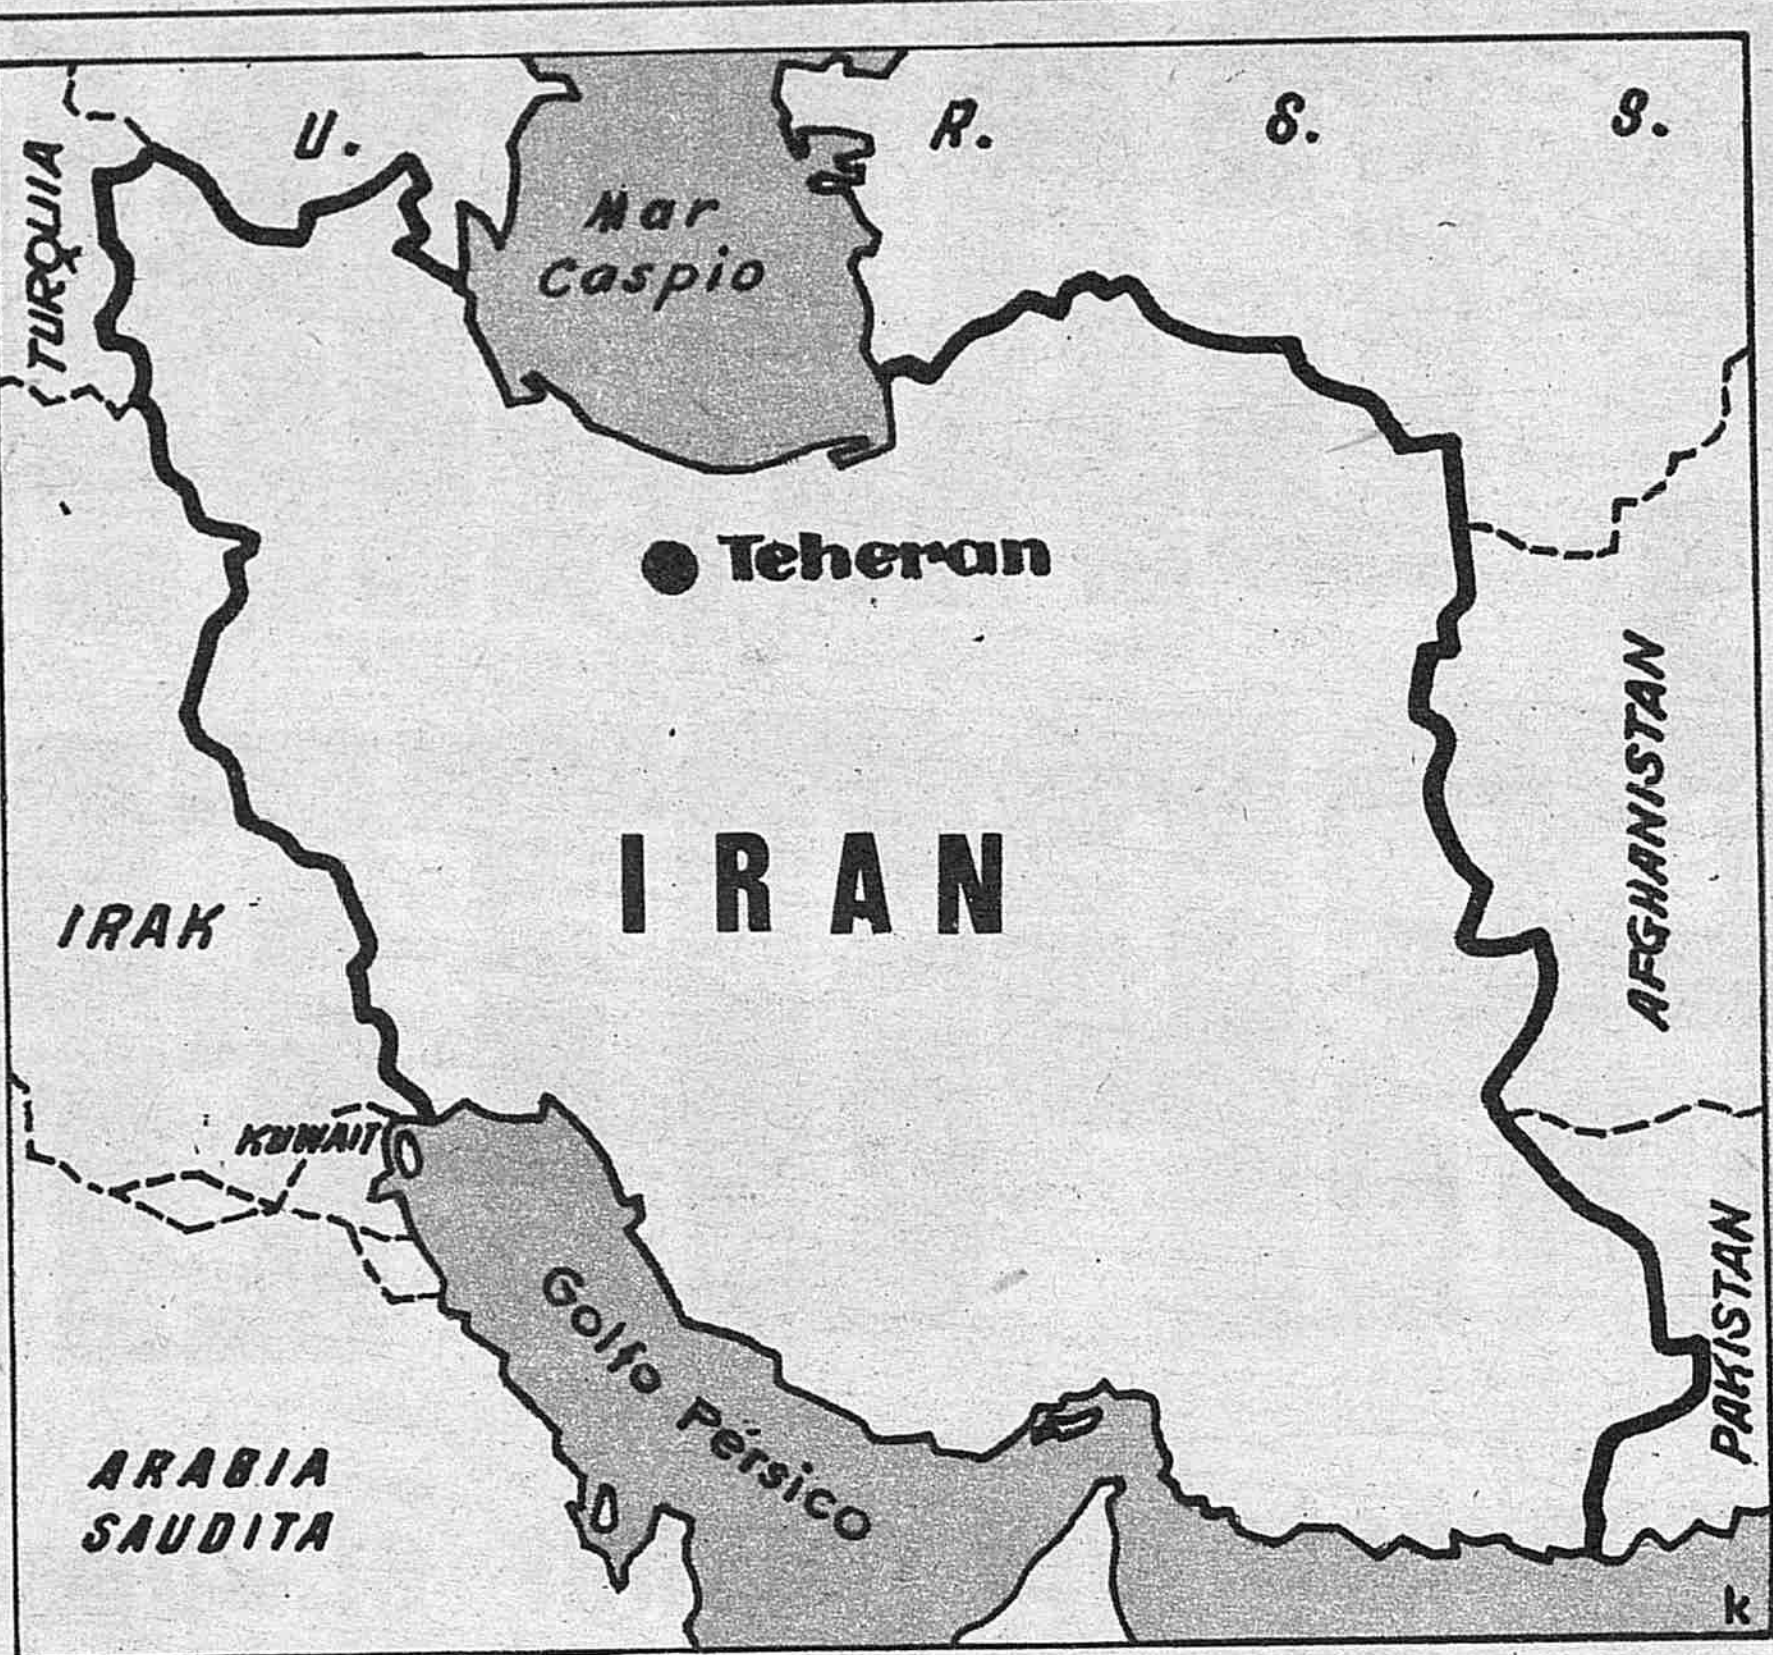 U. R. S. S.
TURQUIA
Mar
Caspio
Teheran
IRAN
AFGHANISTAN
IRAK
KUWAIT
Golfo Pérsico
PAKISTAN
ARABIA
SAUDITA
k